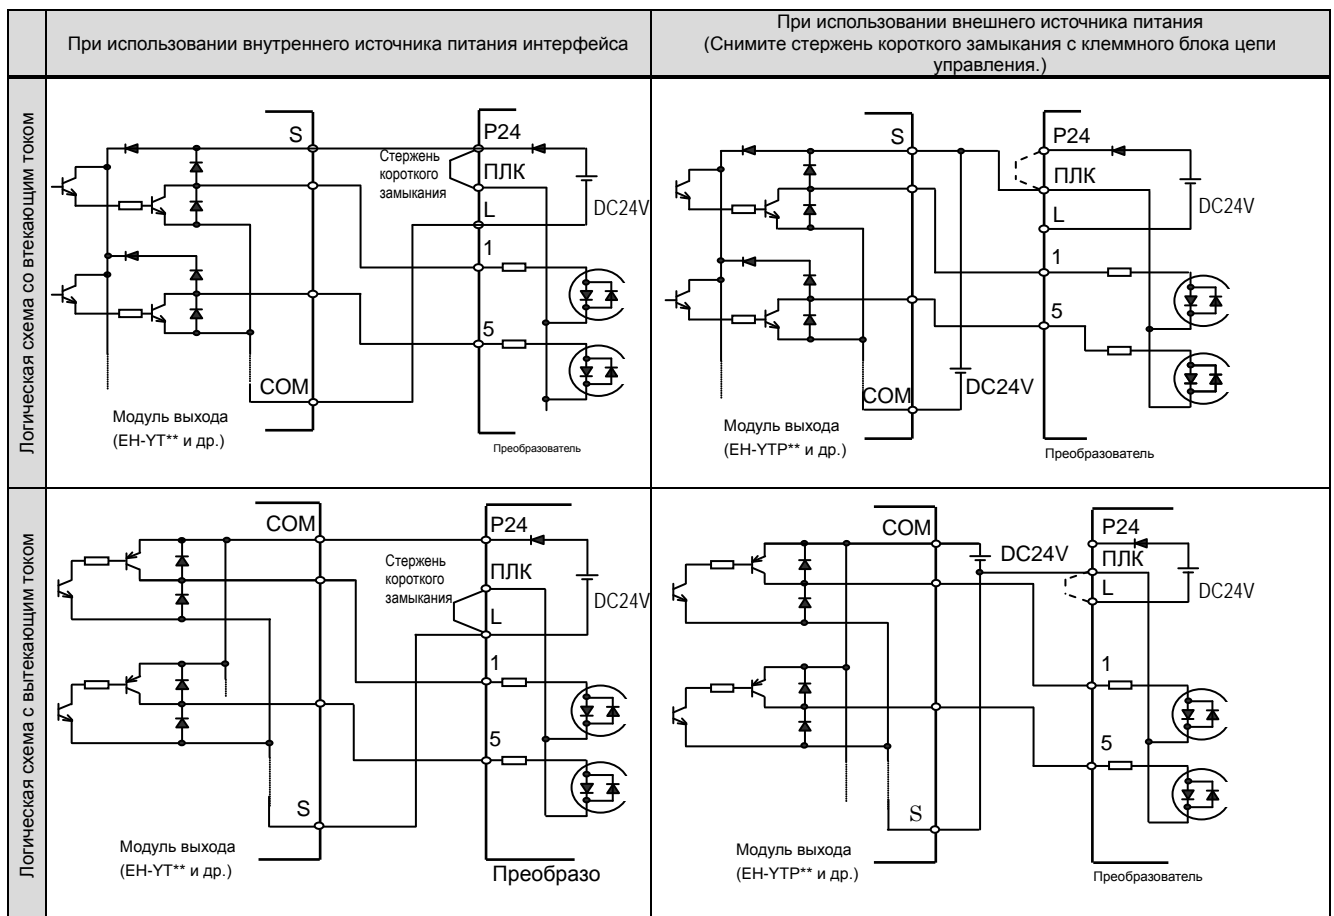 При использовании внутреннего источника питания интерфейса
При использовании внешнего источника питания
(Снимите стержень короткого замыкания с клеммного блока цепи
управления.)
Логическая схема со втекающим током
S
P24
Стержень
короткого
замыкания
ПЛК
DC24V
L
1
5
COM
Модуль выхода
(EH-YT** и др.)
Преобразователь
S
P24
ПЛК
DC24V
L
1
5
DC24V
COM
Модуль выхода
(EH-YTP** и др.)
Преобразователь
Логическая схема с вытекающим током
COM
P24
Стержень
короткого
замыкания
ПЛК
DC24V
L
1
5
S
Модуль выхода
(EH-YT** и др.)
Преобразо
COM
P24
DC24V
ПЛК
L
DC24V
1
5
S
Модуль выхода
(EH-YTP** и др.)
Преобразователь